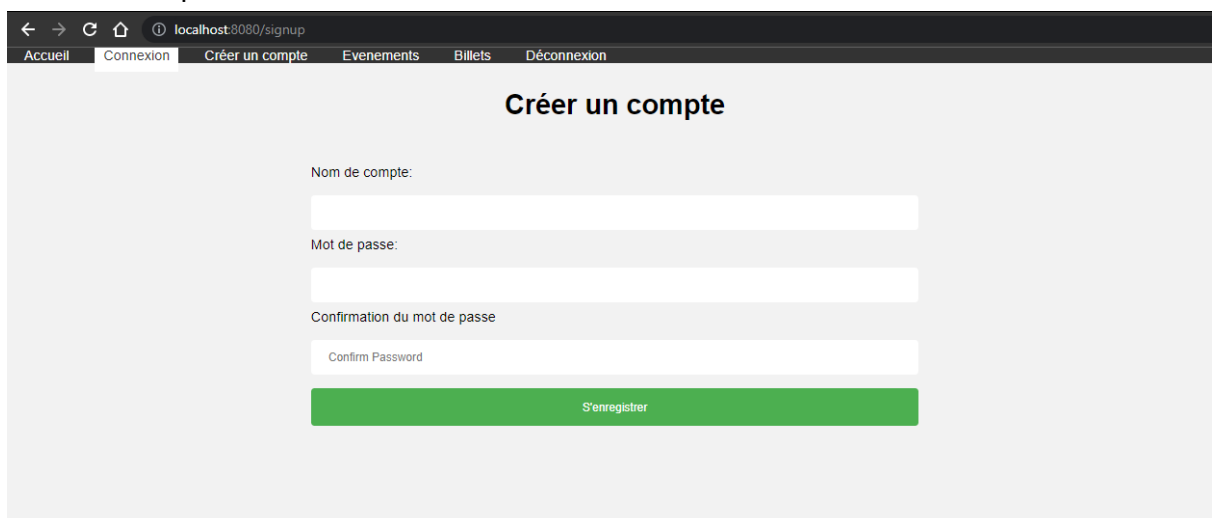 localhost:8080/signup
Accueil Connexion Créer un compte Evenements Billets Déconnexion
Créer un compte
Nom de compte:
Mot de passe:
Confirmation du mot de passe
Confirm Password
S'enregistrer